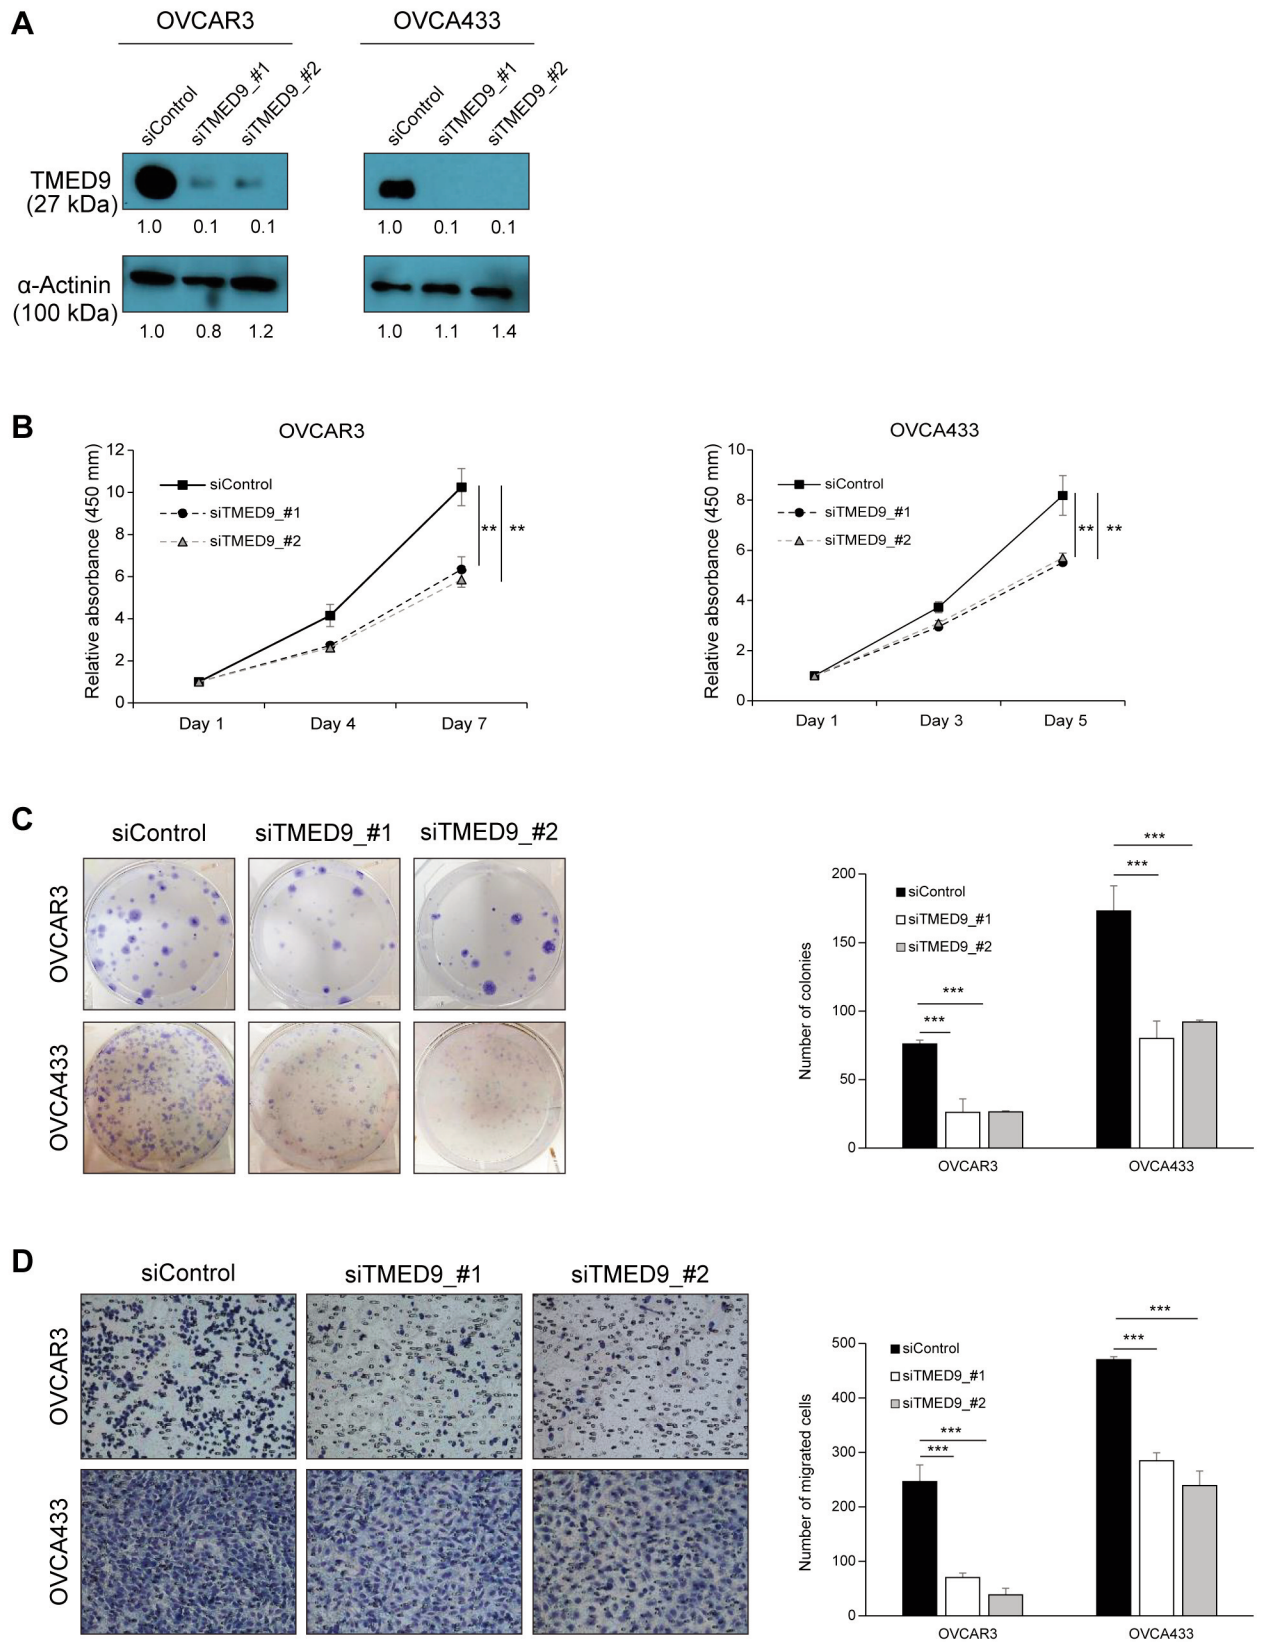 A
OVCAR3
OVCA433
siControl
siTMED9_#1
siTMED9_#2
siControl
siTMED9_#1
siTMED9_#2
TMED9
(27 kDa)
1.0 0.1 0.1
1.0 0.1 0.1
α-Actinin
(100 kDa)
1.0 0.8 1.2
1.0 1.1 1.4
B
OVCAR3
Relative absorbance (450 mm)
12
10
8
6
4
2
0
siControl
siTMED9_#1
siTMED9_#2
** **
Day 1 Day 4 Day 7
OVCA433
Relative absorbance (450 mm)
10
8
6
4
2
0
siControl
siTMED9_#1
siTMED9_#2
** **
Day 1 Day 3 Day 5
C
siControl siTMED9_#1 siTMED9_#2
OVCAR3
OVCA433
Number of colonies
200
150
100
50
0
siControl
siTMED9_#1
siTMED9_#2
***
***
***
***
OVCAR3 OVCA433
D
siControl siTMED9_#1 siTMED9_#2
OVCAR3
OVCA433
Number of migrated cells
500
400
300
200
100
0
siControl
siTMED9_#1
siTMED9_#2
***
***
***
***
OVCAR3 OVCA433